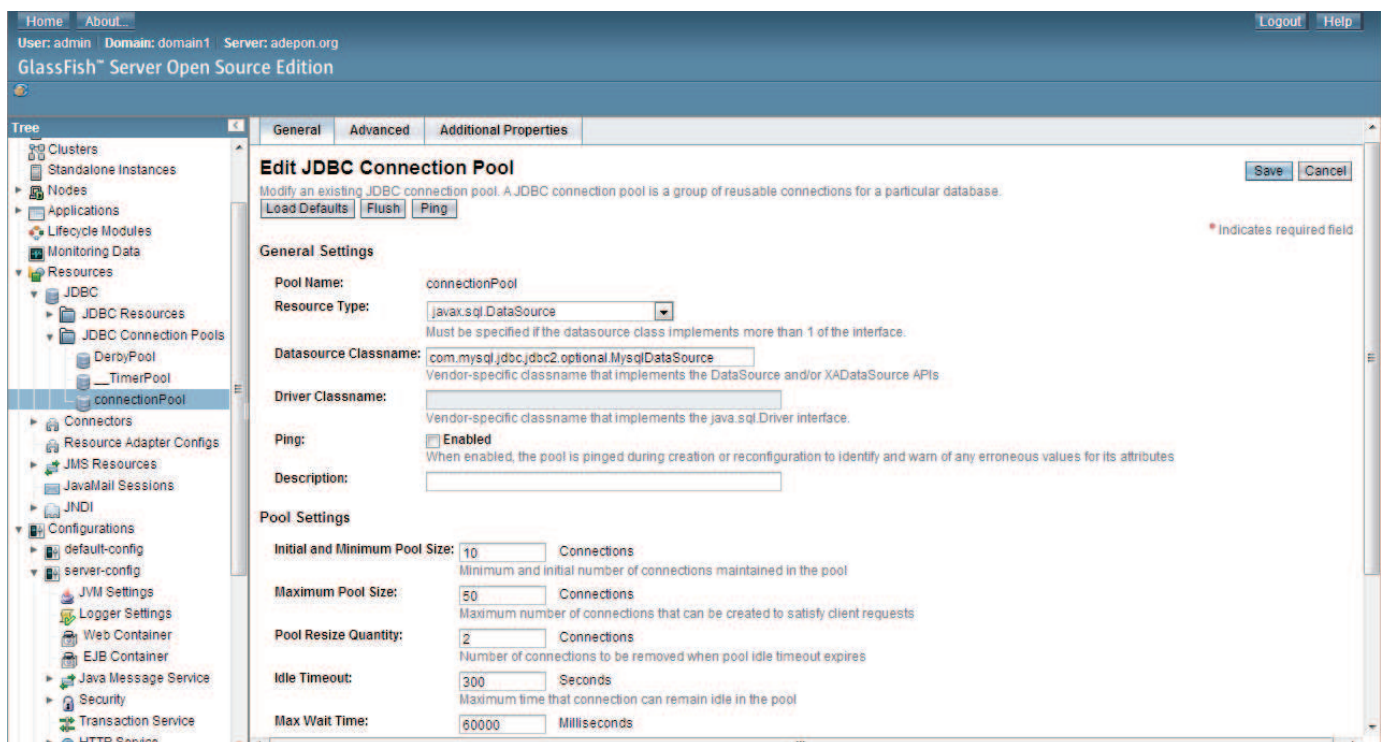 Home About...
Logout Help
User: admin Domain: domain1 Server: adepon.org
GlassFish™ Server Open Source Edition
Tree
Clusters
Standalone Instances
Nodes
Applications
Lifecycle Modules
Monitoring Data
Resources
JDBC
JDBC Resources
JDBC Connection Pools
DerbyPool
__TimerPool
connectionPool
Connectors
Resource Adapter Configs
JMS Resources
JavaMail Sessions
JNDI
Configurations
default-config
server-config
JVM Settings
Logger Settings
Web Container
EJB Container
Java Message Service
Security
Transaction Service
HTTP Service
General Advanced Additional Properties
Edit JDBC Connection Pool
Save Cancel
Modify an existing JDBC connection pool. A JDBC connection pool is a group of reusable connections for a particular database.
Load Defaults Flush Ping
* Indicates required field
General Settings
Pool Name: connectionPool
Resource Type: javax.sql.DataSource
Must be specified if the datasource class implements more than 1 of the interface.
Datasource Classname: com.mysql.jdbc.jdbc2.optional.MysqlDataSource
Vendor-specific classname that implements the DataSource and/or XADataSource APIs
Driver Classname:
Vendor-specific classname that implements the java.sql.Driver interface.
Ping: Enabled
When enabled, the pool is pinged during creation or reconfiguration to identify and warn of any erroneous values for its attributes
Description:
Pool Settings
Initial and Minimum Pool Size: 10 Connections
Minimum and initial number of connections maintained in the pool
Maximum Pool Size: 50 Connections
Maximum number of connections that can be created to satisfy client requests
Pool Resize Quantity: 2 Connections
Number of connections to be removed when pool idle timeout expires
Idle Timeout: 300 Seconds
Maximum time that connection can remain idle in the pool
Max Wait Time: 60000 Milliseconds